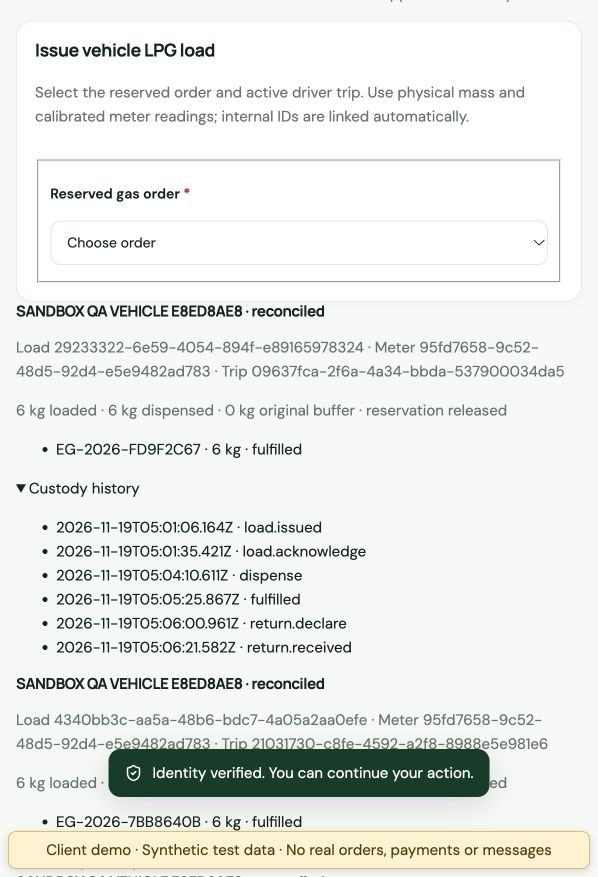 Issue vehicle LPG load
Select the reserved order and active driver trip. Use physical mass and
calibrated meter readings; internal IDs are linked automatically.
Reserved gas order *
Choose order
SANDBOX QA VEHICLE E8ED8AE8 · reconciled
Load 29233322-6e59-4054-894f-e89165978324 · Meter 95fd7658-9c52-
48d5-92d4-e5e9482ad783 · Trip 09637fca-2f6a-4a34-bbda-537900034da5
6 kg loaded · 6 kg dispensed · 0 kg original buffer · reservation released
• EG-2026-FD9F2C67 · 6 kg · fulfilled
▼ Custody history
• 2026-11-19T05:01:06.164Z · load.issued
• 2026-11-19T05:01:35.421Z · load.acknowledge
• 2026-11-19T05:04:10.611Z · dispense
• 2026-11-19T05:05:25.867Z · fulfilled
• 2026-11-19T05:06:00.961Z · return.declare
• 2026-11-19T05:06:21.582Z · return.received
SANDBOX QA VEHICLE E8ED8AE8 · reconciled
Load 4340bb3c-aa5a-48b6-bdc7-4a05a2aa0efe · Meter 95fd7658-9c52-
48d5-92d4-e5e9482ad783 · Trip 21031730-c8fe-4592-a2f8-8988e5e981e6
6 kg loaded ·
Identity verified. You can continue your action.
• EG-2026-7BB8640B · 6 kg · fulfilled
Client demo · Synthetic test data · No real orders, payments or messages